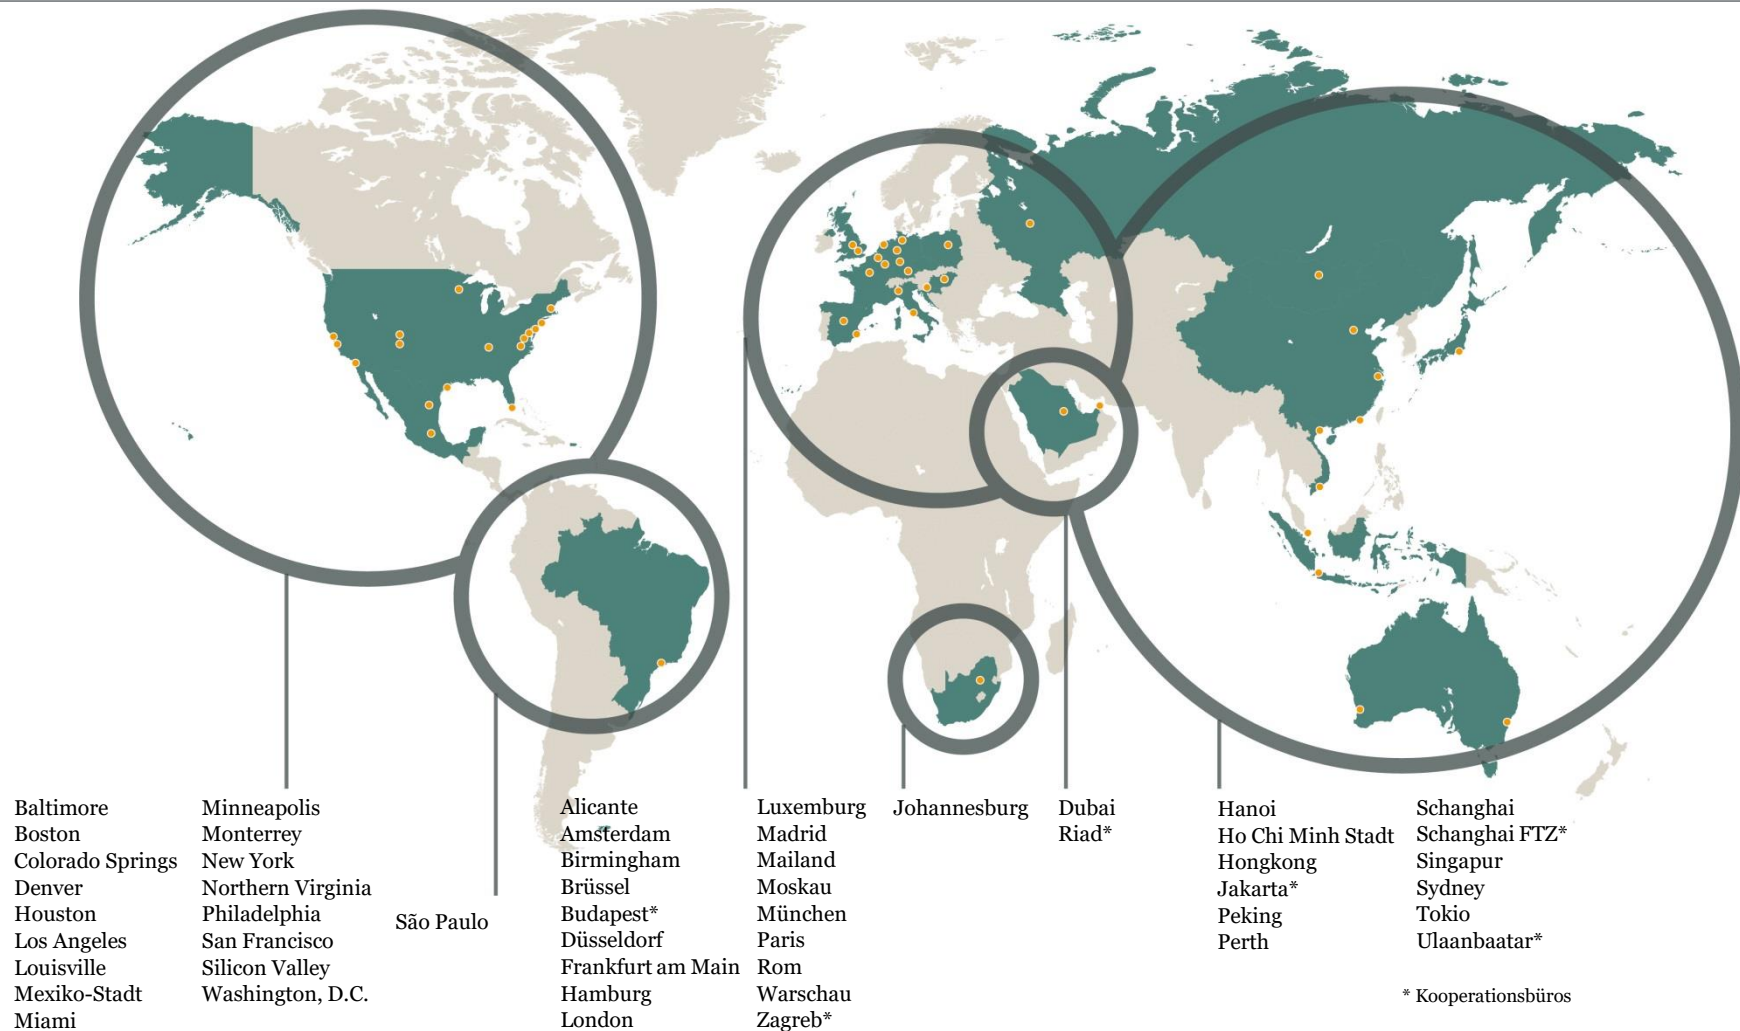 Baltimore
Boston
Colorado Springs
Denver
Houston
Los Angeles
Louisville
Mexiko-Stadt
Miami
Minneapolis
Monterrey
New York
Northern Virginia
Philadelphia
San Francisco
Silicon Valley
Washington, D.C.
São Paulo
Alicante
Amsterdam
Birmingham
Brüssel
Budapest*
Düsseldorf
Frankfurt am Main
Hamburg
London
Luxemburg
Madrid
Mailand
Moskau
München
Paris
Rom
Warschau
Zagreb*
Johannesburg
Dubai
Riad*
Hanoi
Ho Chi Minh Stadt
Hongkong
Jakarta*
Peking
Perth
Schanghai
Schanghai FTZ*
Singapur
Sydney
Tokio
Ulaanbaatar*
* Kooperationsbüros